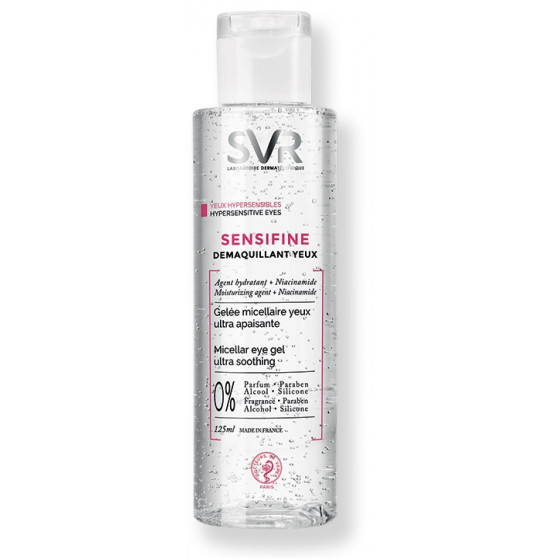 SVR
LABORATOIRE DERMATOLOGIQUE
YEUX HYPERSENSIBLES
HYPERSENSITIVE EYES
SENSIFINE
DEMAQUILLANT YEUX
Agent hydratant + Niacinamide
Moisturizing agent + Niacinamide
Gelée micellaire yeux
ultra apaisante
Micellar eye gel
ultra soothing
0%
Parfum • Paraben
Alcool • Silicone
Fragrance • Paraben
Alcohol • Silicone
125ml MADE IN FRANCE
PARIS